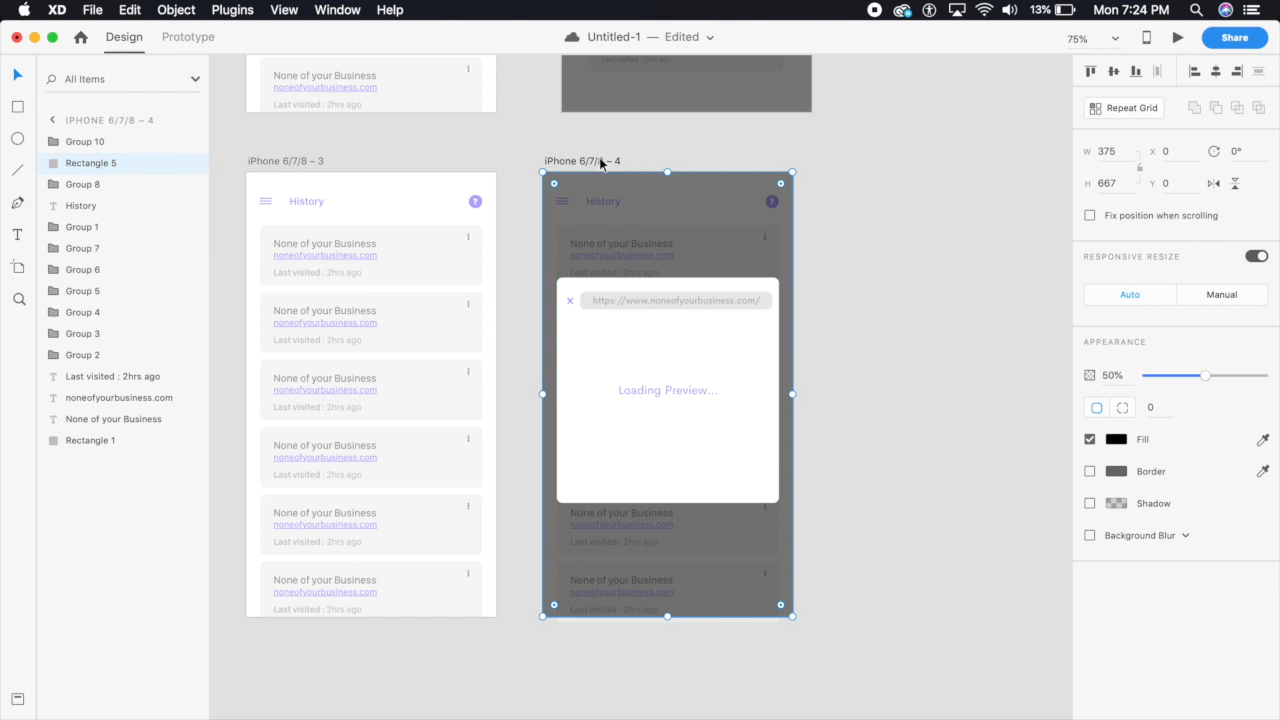 XD File Edit Object Plugins View Window Help 13% Mon 7:24 PM
Design Prototype Untitled-1 — Edited 75% Share
All Items
IPHONE 6/7/8 – 4
Group 10
Rectangle 5
Group 8
History
Group 1
Group 7
Group 6
Group 5
Group 4
Group 3
Group 2
Last visited : 2hrs ago
noneofyourbusiness.com
None of your Business
Rectangle 1
None of your Business
noneofyourbusiness.com
Last visited : 2hrs ago
Last visited : 2hrs ago
iPhone 6/7/8 – 3
History ?
None of your Business
noneofyourbusiness.com
Last visited : 2hrs ago
None of your Business
noneofyourbusiness.com
Last visited : 2hrs ago
None of your Business
noneofyourbusiness.com
Last visited : 2hrs ago
None of your Business
noneofyourbusiness.com
Last visited : 2hrs ago
None of your Business
noneofyourbusiness.com
Last visited : 2hrs ago
None of your Business
noneofyourbusiness.com
Last visited : 2hrs ago
iPhone 6/7/8 – 4
History ?
None of your Business
noneofyourbusiness.com
Last visited : 2hrs ago
X https://www.noneofyourbusiness.com/
Loading Preview...
None of your Business
noneofyourbusiness.com
Last visited : 2hrs ago
None of your Business
noneofyourbusiness.com
Last visited : 2hrs ago
Repeat Grid
W 375 X 0 0°
H 667 Y 0
Fix position when scrolling
RESPONSIVE RESIZE
Auto Manual
APPEARANCE
50%
0
Fill
Border
Shadow
Background Blur